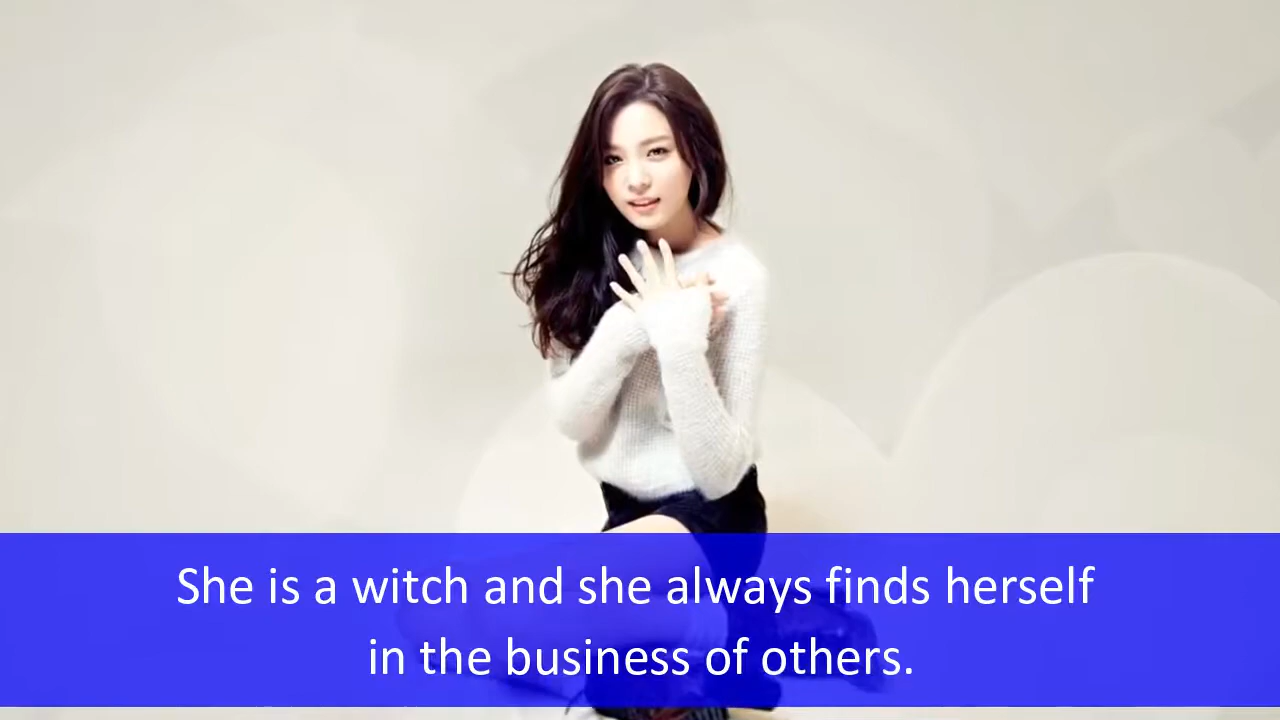 She is a witch and she always finds herself
in the business of others.